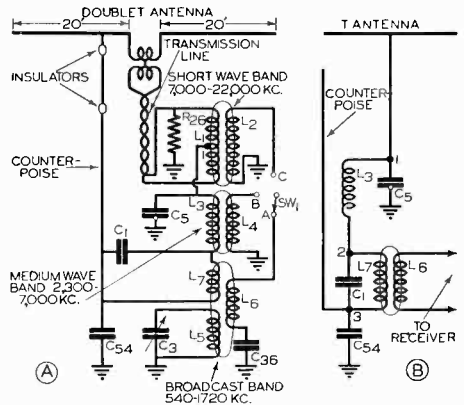 DOUBLET ANTENNA
20' 20'
TRANSMISSION
LINE
INSULATORS
SHORT WAVE BAND
7,000-22,000 KC.
R26
L1
1
L2
COUNTER-
POISE
C
C5
L3
B
SW1
A
L4
C1
MEDIUM WAVE
BAND 2,300-
7,000 KC.
L7
L6
C54
C3
L5
C36
A
BROADCAST BAND
540-1720 KC.
T ANTENNA
COUNTER-
POISE
1
L3
C5
2
L7
L6
C1
3
C54
TO
RECEIVER
B